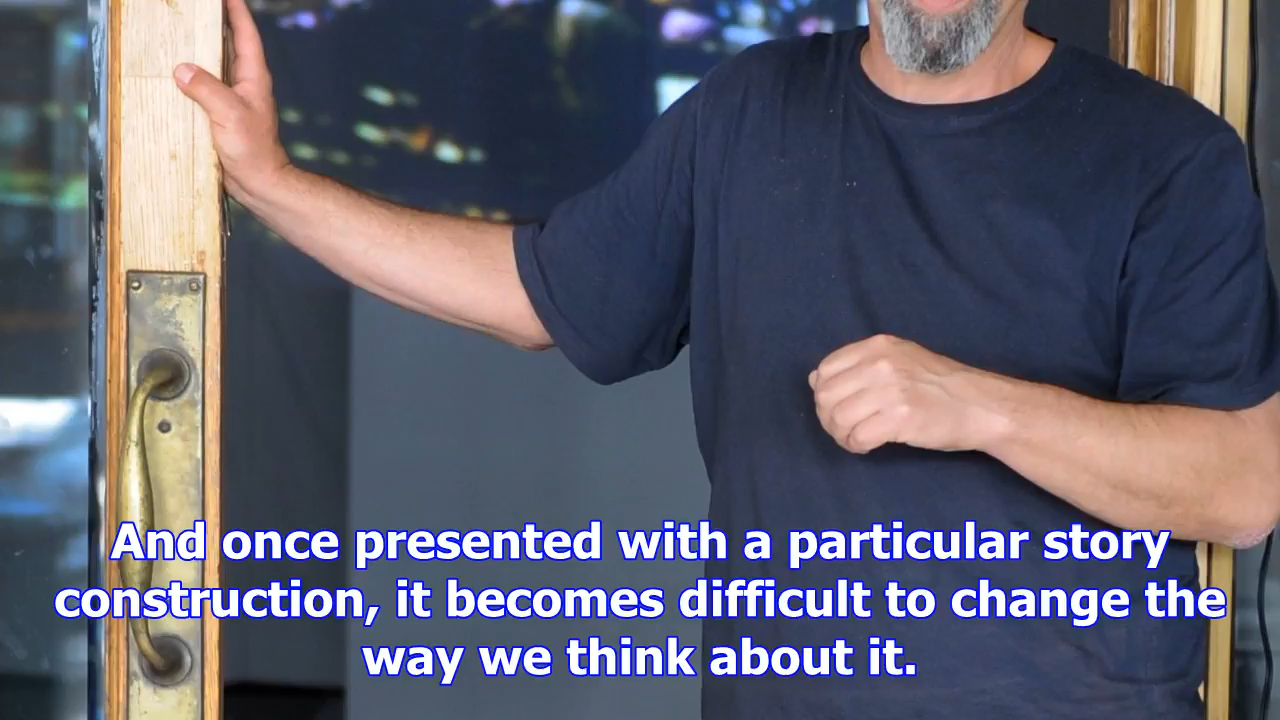 And once presented with a particular story
construction, it becomes difficult to change the
way we think about it.